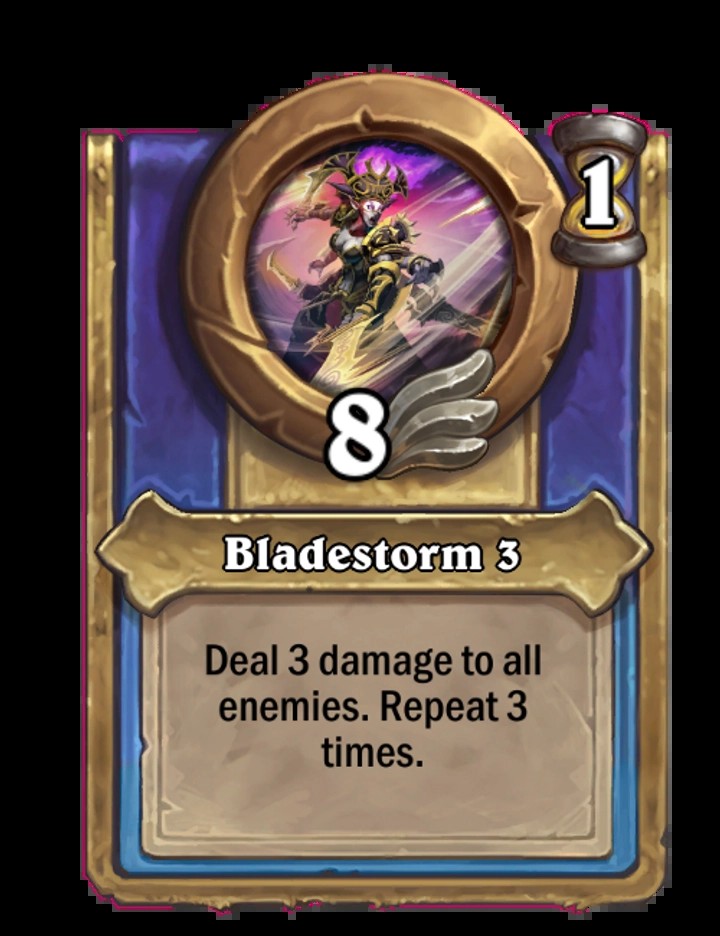 1
8
Bladestorm 3
Deal 3 damage to all
enemies. Repeat 3
times.